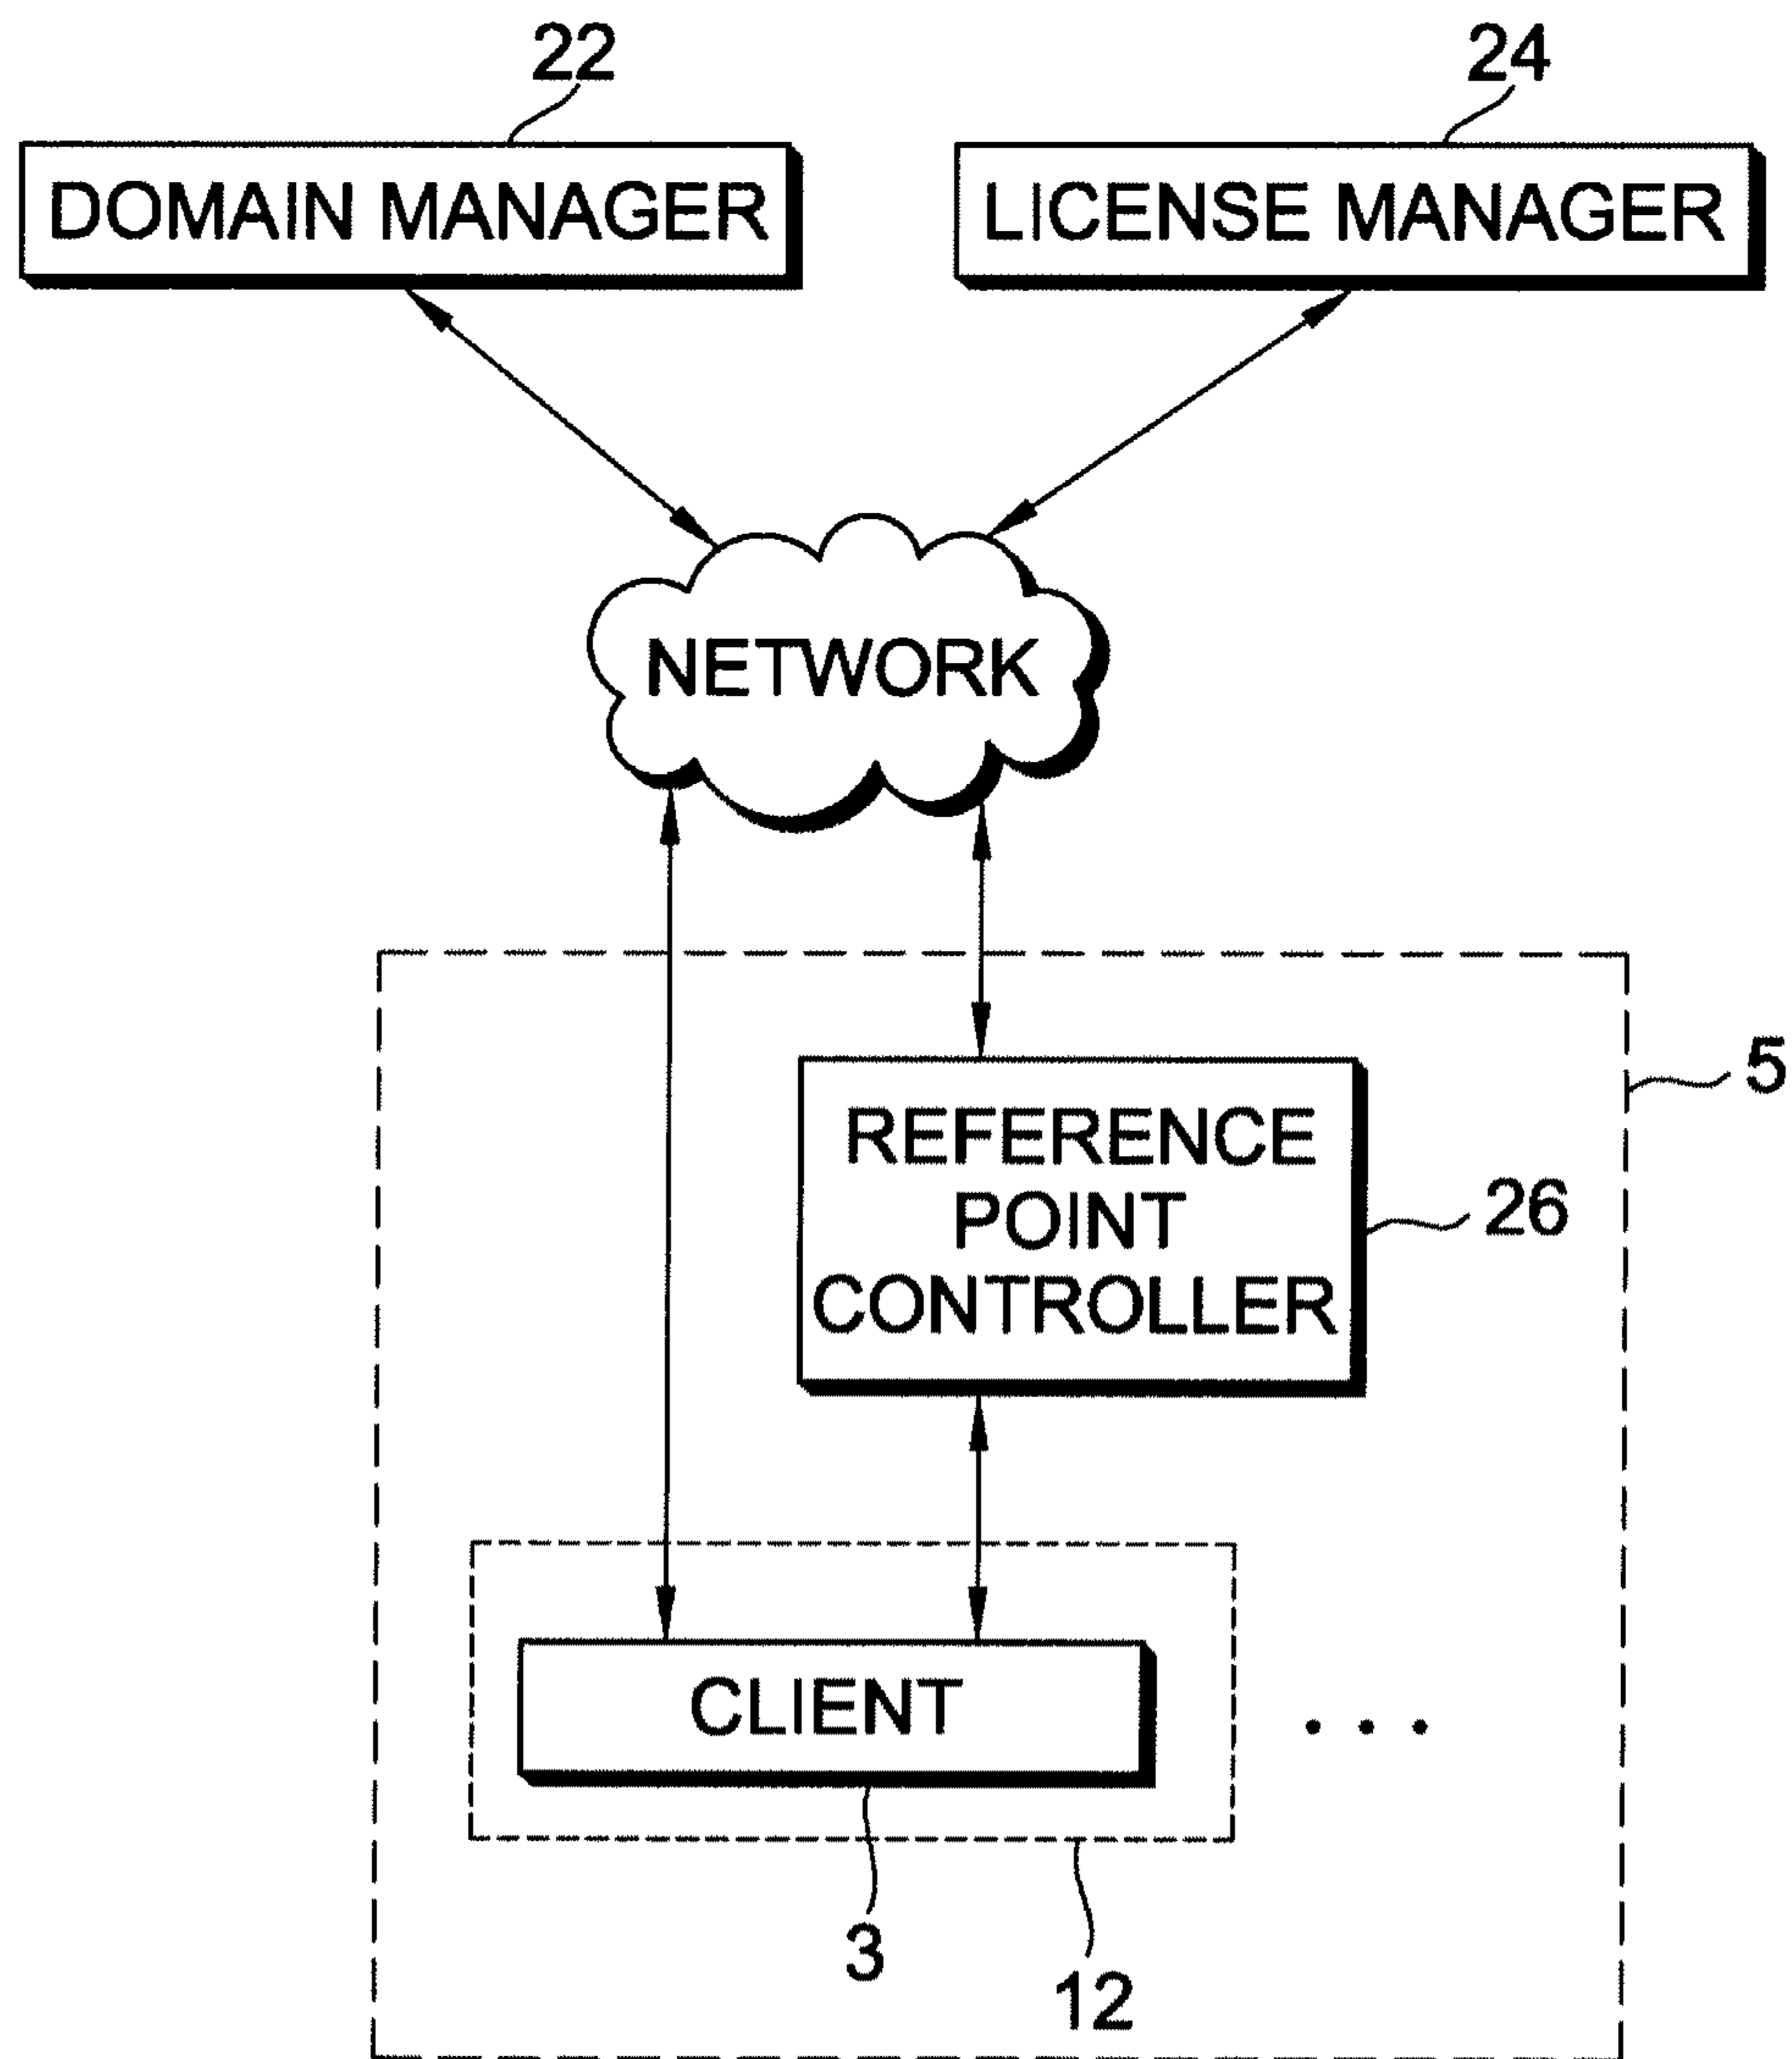 22
24
DOMAIN MANAGER
LICENSE MANAGER
NETWORK
5
REFERENCE
POINT
CONTROLLER
26
CLIENT
3
12